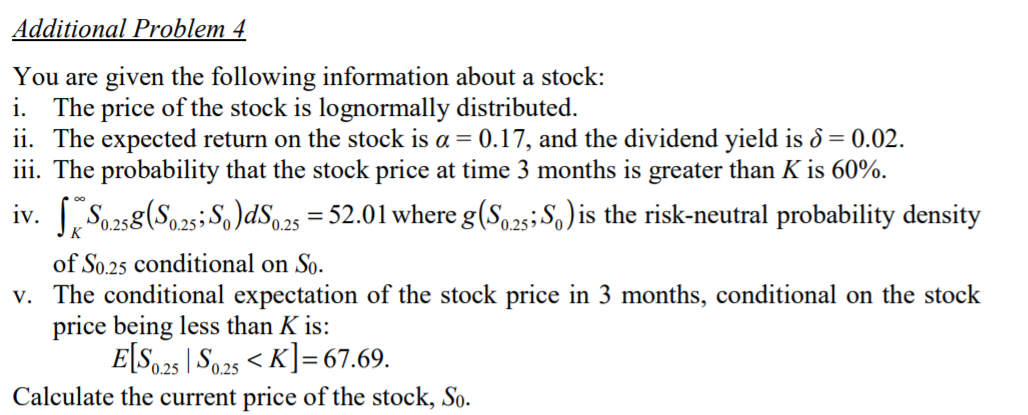 Additional Problem 4
You are given the following information about a stock:
i. The price of the stock is lognormally distributed.
ii. The expected return on the stock is α = 0.17, and the dividend yield is δ = 0.02.
iii. The probability that the stock price at time 3 months is greater than K is 60%.
iv. ∫_K^∞ S_{0.25}g(S_{0.25};S_0)dS_{0.25} = 52.01 where g(S_{0.25};S_0) is the risk-neutral probability density
of S_{0.25} conditional on S_0.
v. The conditional expectation of the stock price in 3 months, conditional on the stock
price being less than K is:
E[S_{0.25} | S_{0.25} < K] = 67.69.
Calculate the current price of the stock, S_0.